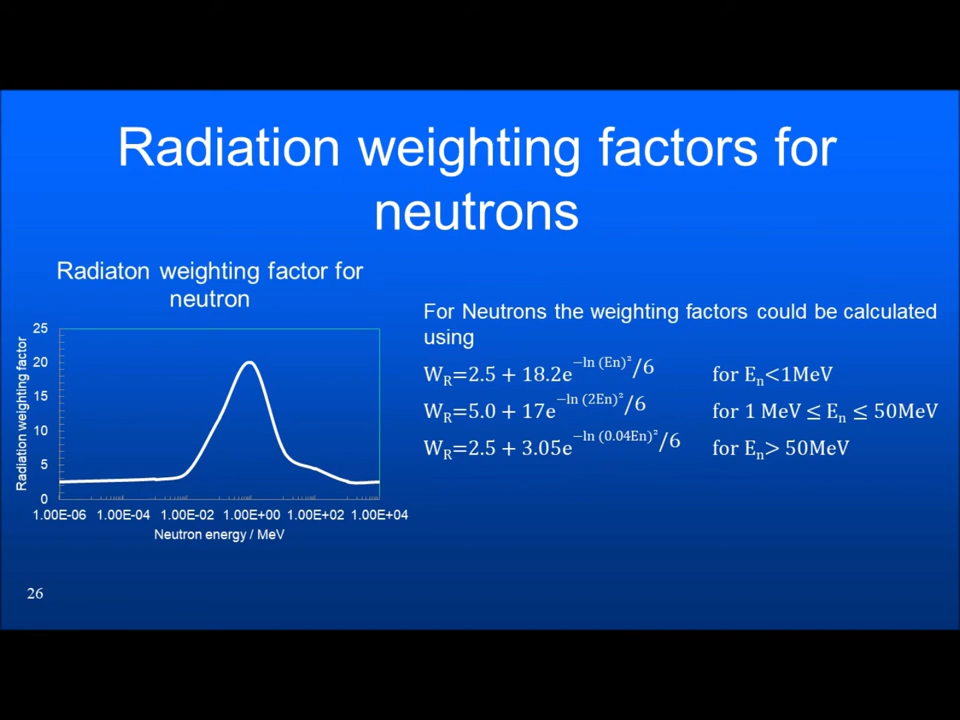 Radiation weighting factors for
neutrons
Radiaton weighting factor for
neutron
25
20
15
10
5
0
Radiation weighting factor
1.00E-06 1.00E-04 1.00E-02 1.00E+00 1.00E+02 1.00E+04
Neutron energy / MeV
For Neutrons the weighting factors could be calculated
using
W_R=2.5 + 18.2e^{−ln (En)²}/6 for E_n<1MeV
W_R=5.0 + 17e^{−ln (2En)²}/6 for 1 MeV ≤ E_n ≤ 50MeV
W_R=2.5 + 3.05e^{−ln (0.04En)²}/6 for E_n> 50MeV
26